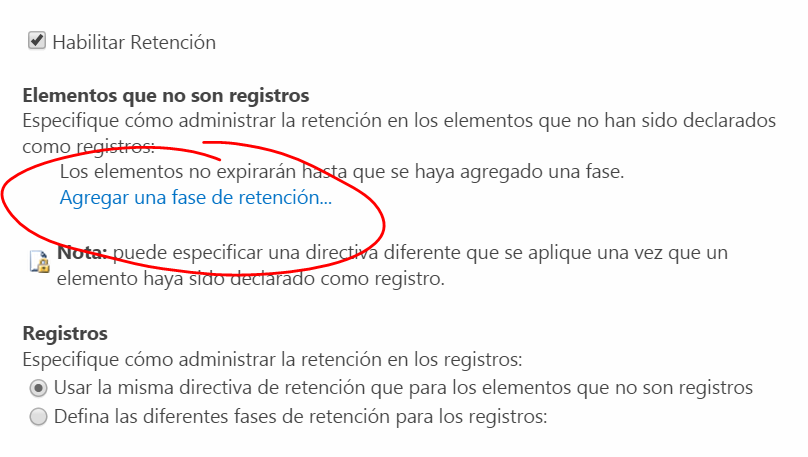 Habilitar Retención
Elementos que no son registros
Especifique cómo administrar la retención en los elementos que no han sido declarados
como registros:
Los elementos no expirarán hasta que se haya agregado una fase.
Agregar una fase de retención...
Nota: puede especificar una directiva diferente que se aplique una vez que un
elemento haya sido declarado como registro.
Registros
Especifique cómo administrar la retención en los registros:
Usar la misma directiva de retención que para los elementos que no son registros
Defina las diferentes fases de retención para los registros: